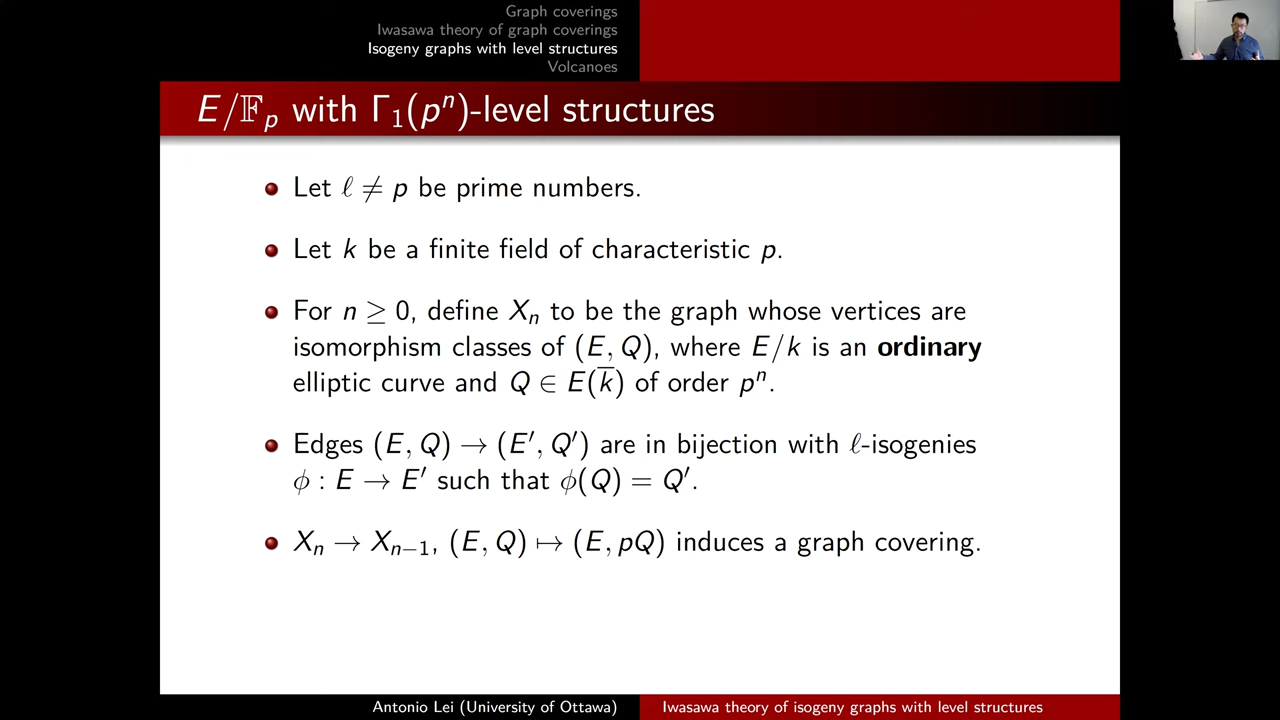 Graph coverings
Iwasawa theory of graph coverings
Isogeny graphs with level structures
Volcanoes
E/𝔽ₚ with Γ₁(pⁿ)-level structures
Let ℓ ≠ p be prime numbers.
Let k be a finite field of characteristic p.
For n ≥ 0, define Xₙ to be the graph whose vertices are
isomorphism classes of (E, Q), where E/k is an ordinary
elliptic curve and Q ∈ E(k̅) of order pⁿ.
Edges (E, Q) → (E′, Q′) are in bijection with ℓ-isogenies
ϕ : E → E′ such that ϕ(Q) = Q′.
Xₙ → Xₙ₋₁, (E, Q) ↦ (E, pQ) induces a graph covering.
Antonio Lei (University of Ottawa)
Iwasawa theory of isogeny graphs with level structures